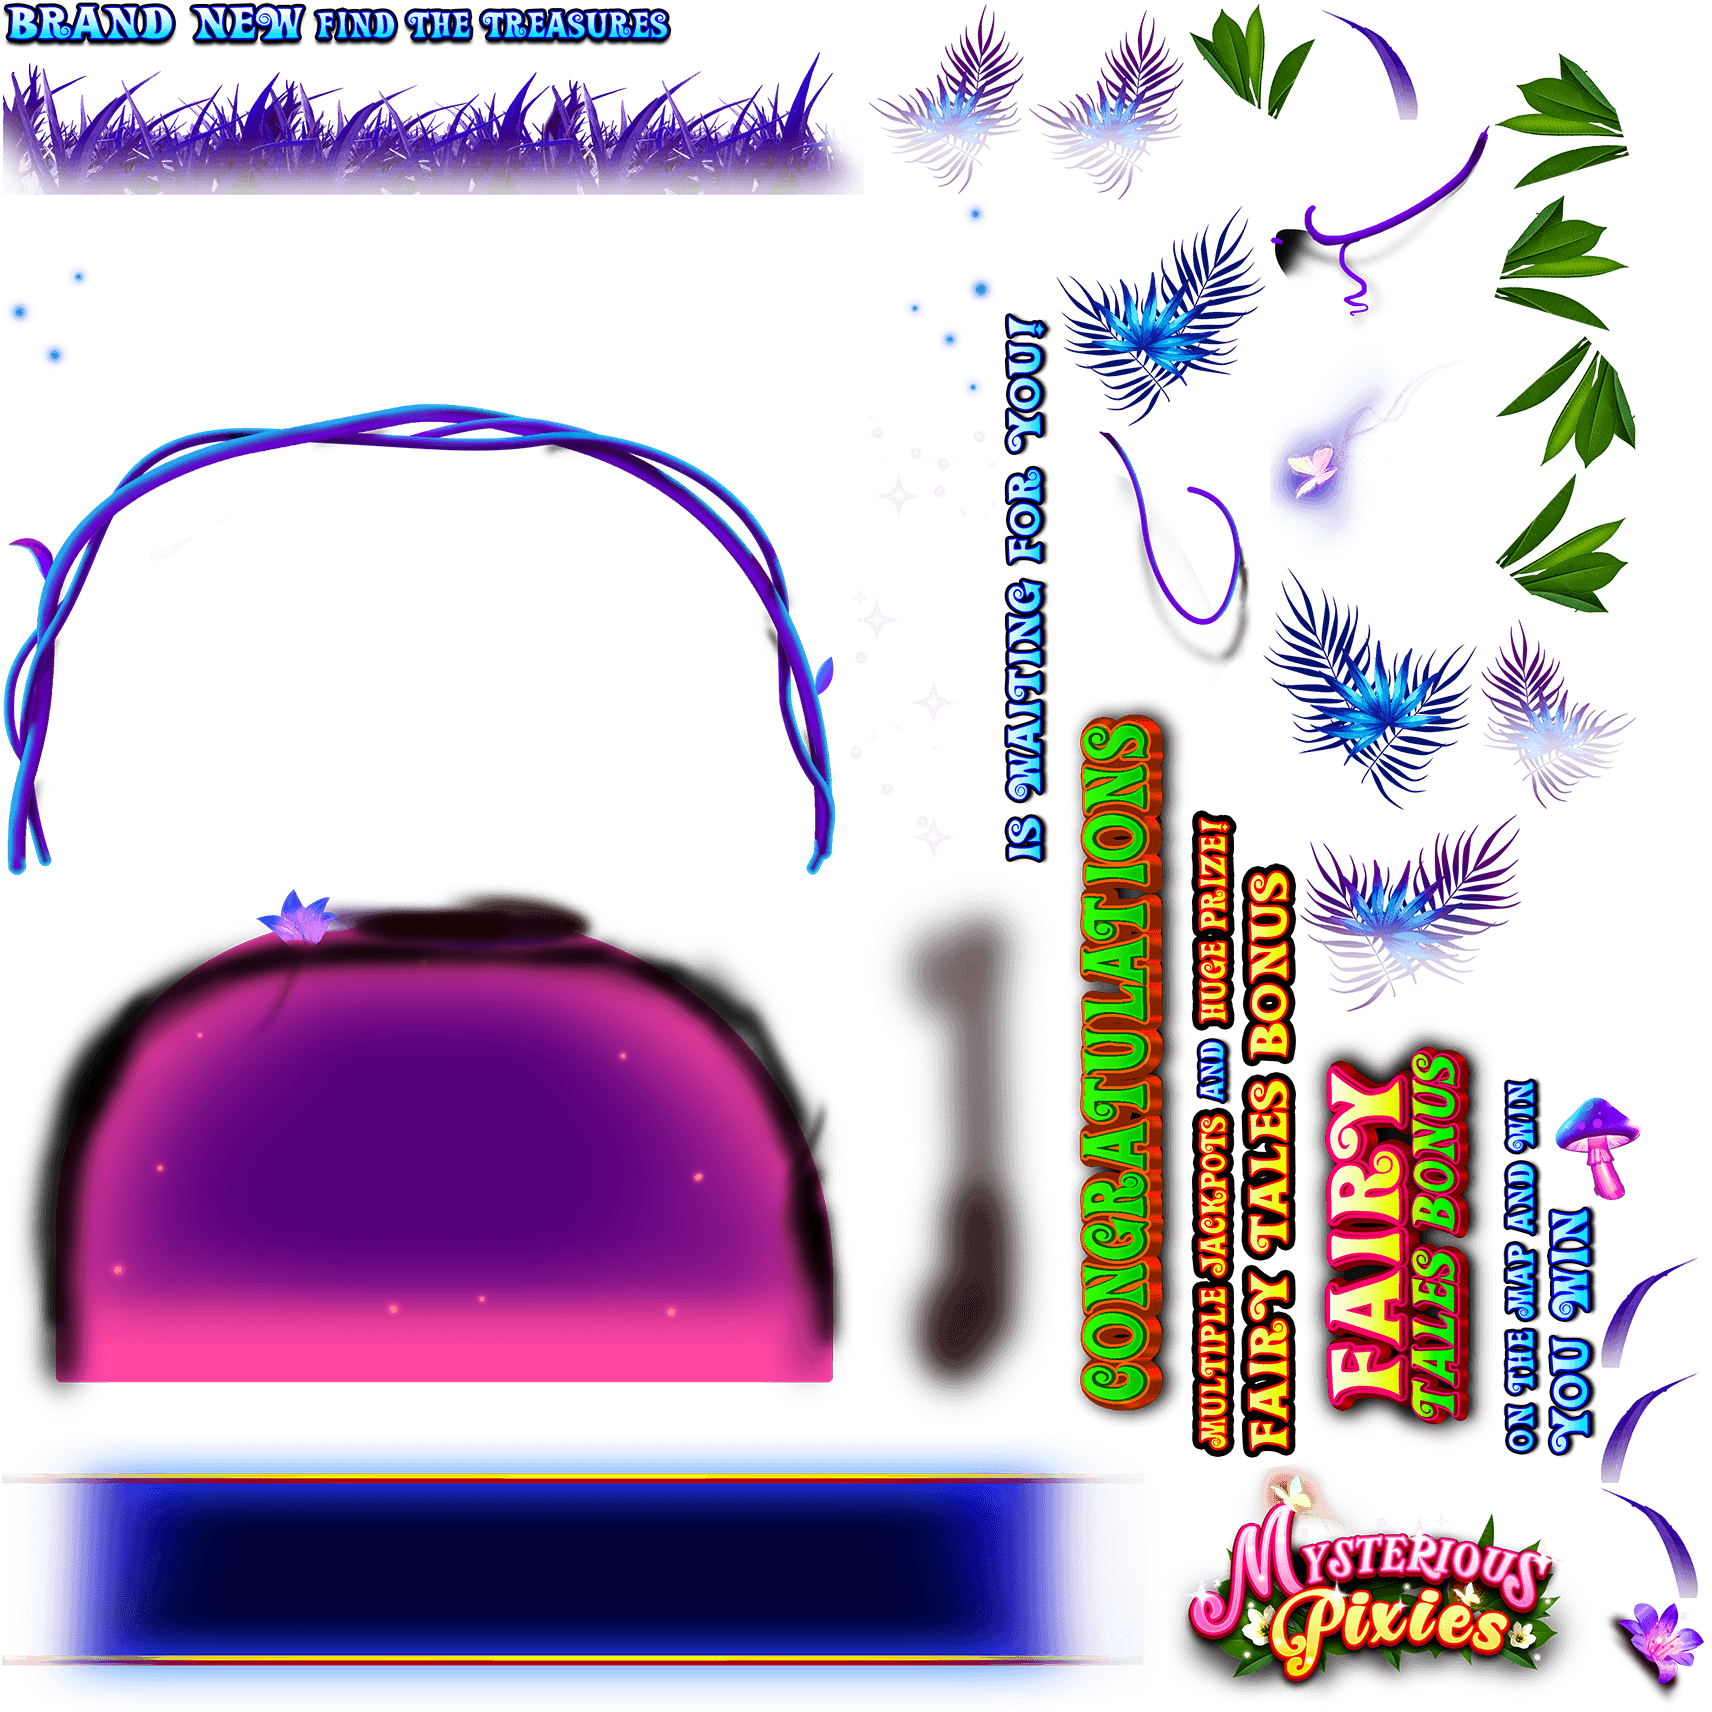 BRAND NEW FIND THE TREASURES
IS WAITING FOR YOU!
CONGRATULATIONS
MULTIPLE JACKPOTS AND HUGE PRIZE!
FAIRY TALES BONUS
FAIRY
TALES BONUS
ON THE MAP AND WIN
YOU WIN
MYSTERIOUS
PIXIES